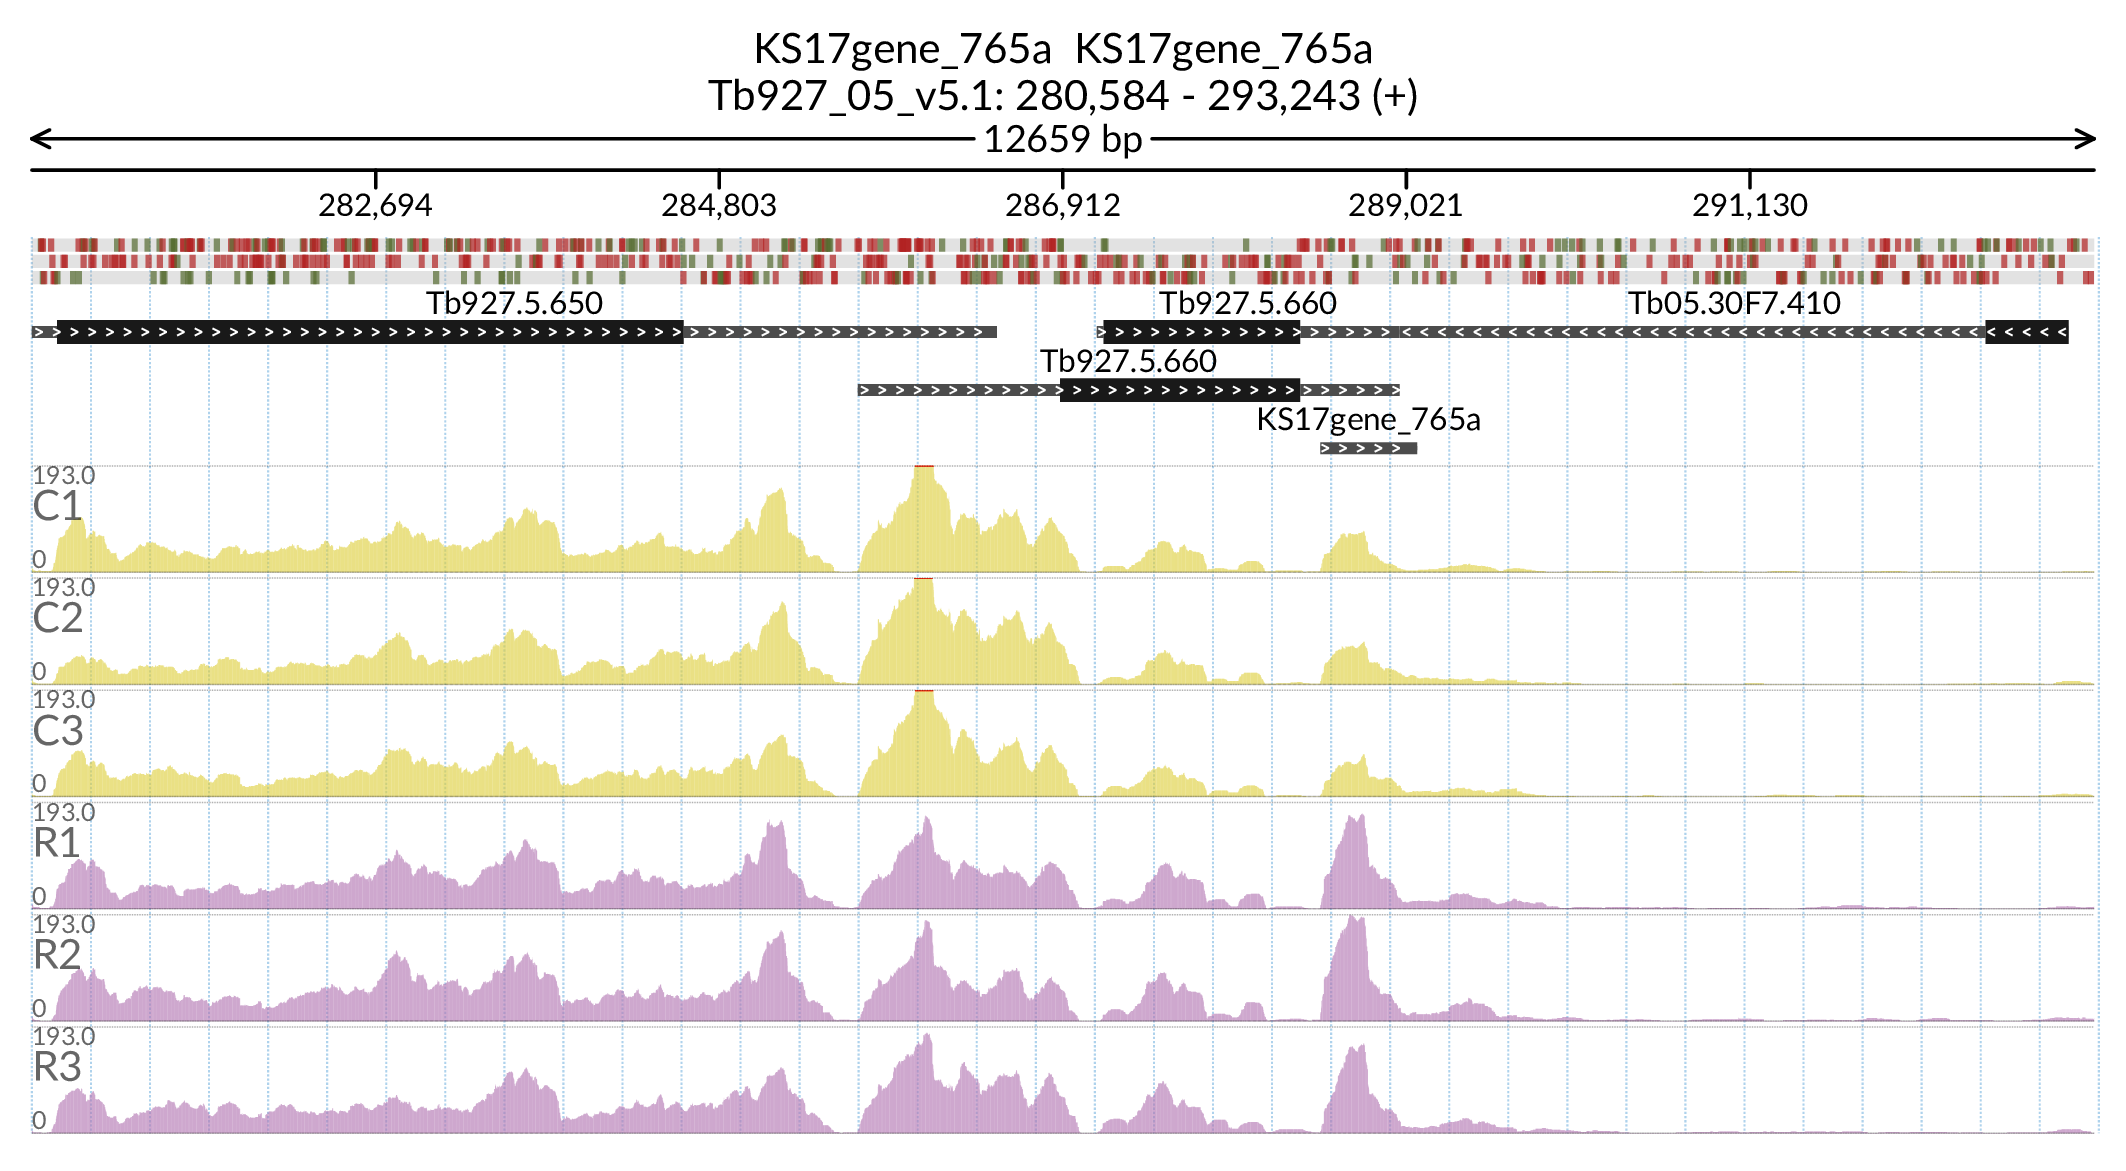 KS17gene_765a KS17gene_765a
Tb927_05_v5.1: 280,584 - 293,243 (+)
12659 bp
282,694 284,803 286,912 289,021 291,130
Tb927.5.650 Tb927.5.660 Tb05.30F7.410
Tb927.5.660
KS17gene_765a
193.0
C1
0
193.0
C2
0
193.0
C3
0
193.0
R1
0
193.0
R2
0
193.0
R3
0